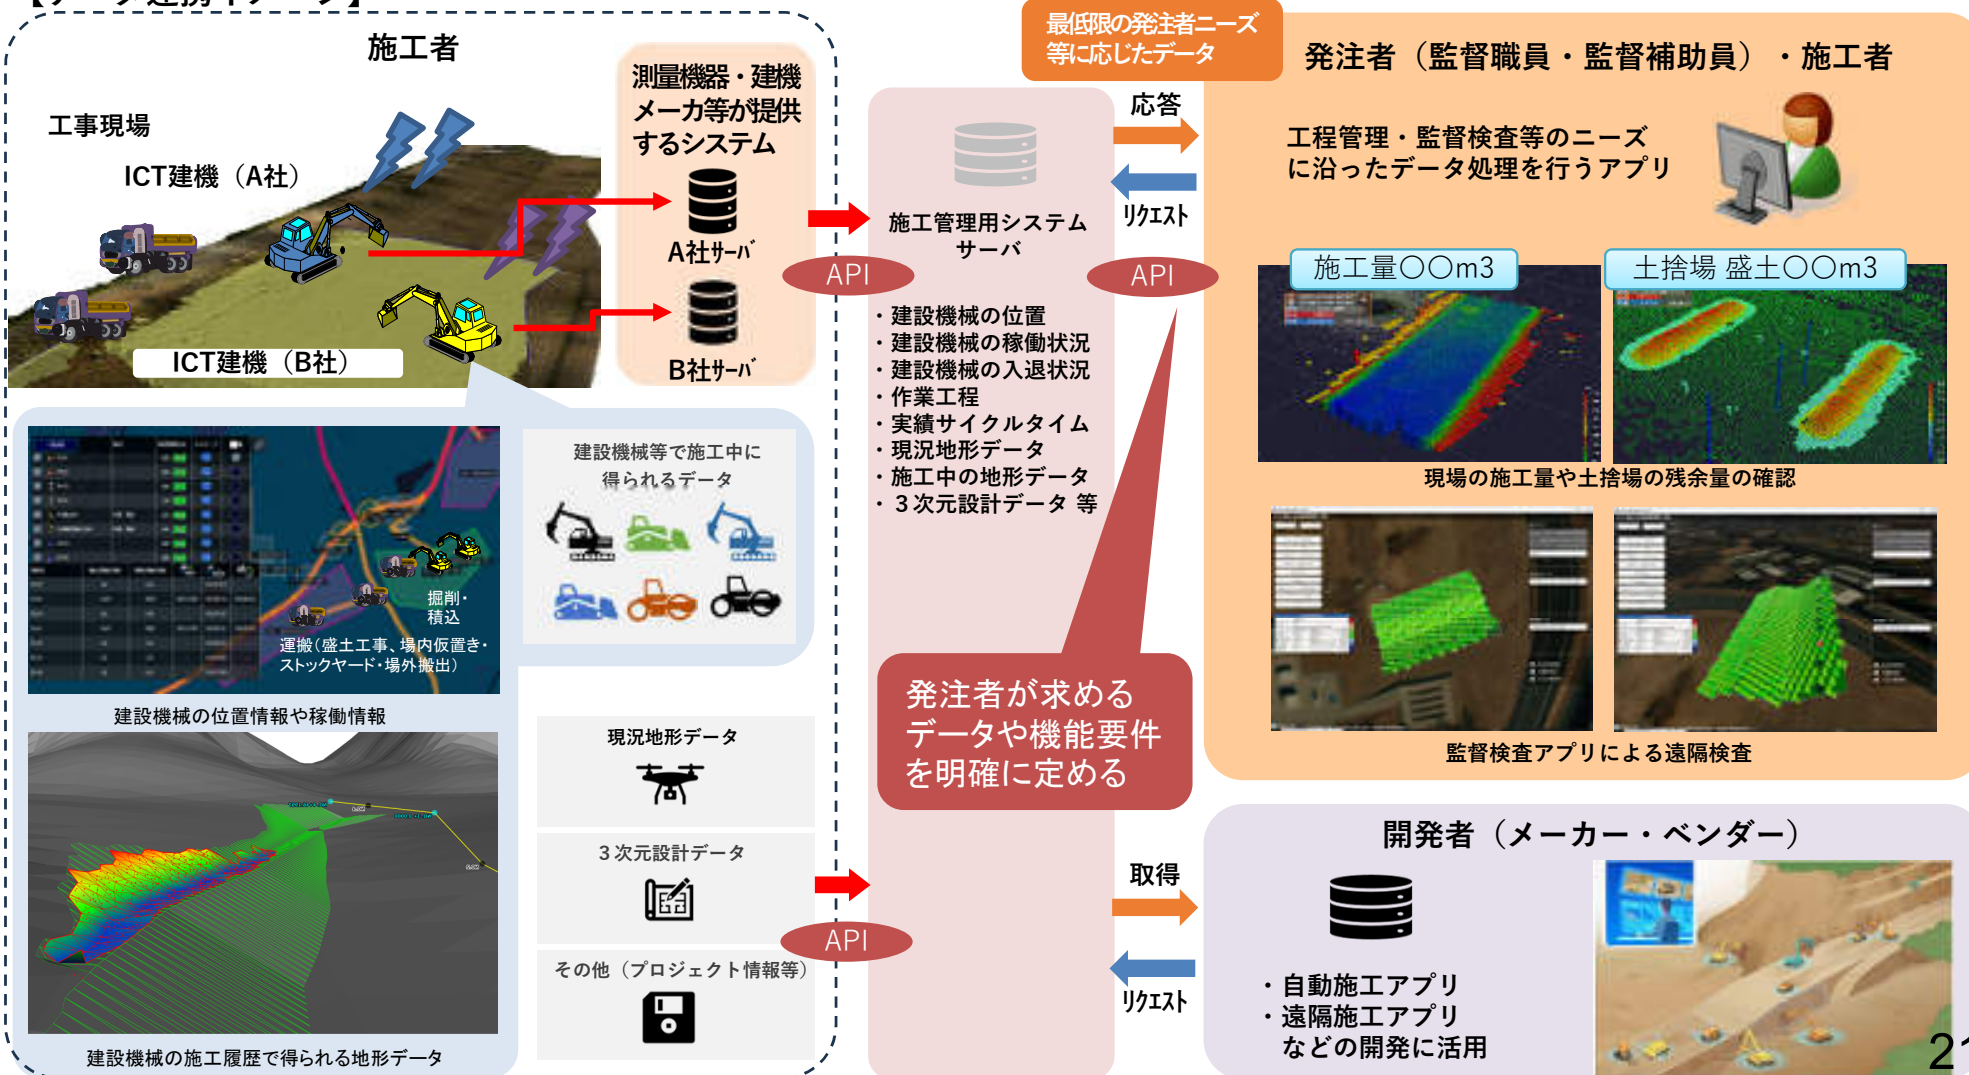 【データ連携イメージ】
施工者
工事現場
ICT建機（A社）
ICT建機（B社）
測量機器・建機
メーカ等が提供
するシステム
A社サーバ
B社サーバ
API
建設機械等で施工中に
得られるデータ
掘削・
積込
運搬（盛土工事、場内仮置き・
ストックヤード・場外搬出）
建設機械の位置情報や稼働情報
建設機械の施工履歴で得られる地形データ
現況地形データ
３次元設計データ
その他（プロジェクト情報等）
API
施工管理用システム
サーバ
・建設機械の位置
・建設機械の稼働状況
・建設機械の入退状況
・作業工程
・実績サイクルタイム
・現況地形データ
・施工中の地形データ
・３次元設計データ 等
最低限の発注者ニーズ
等に応じたデータ
応答
リクエスト
API
発注者が求める
データや機能要件
を明確に定める
取得
リクエスト
発注者（監督職員・監督補助員）・施工者
工程管理・監督検査等のニーズ
に沿ったデータ処理を行うアプリ
施工量〇〇m3
土捨場 盛土〇〇m3
現場の施工量や土捨場の残余量の確認
監督検査アプリによる遠隔検査
開発者（メーカー・ベンダー）
・自動施工アプリ
・遠隔施工アプリ
などの開発に活用
21